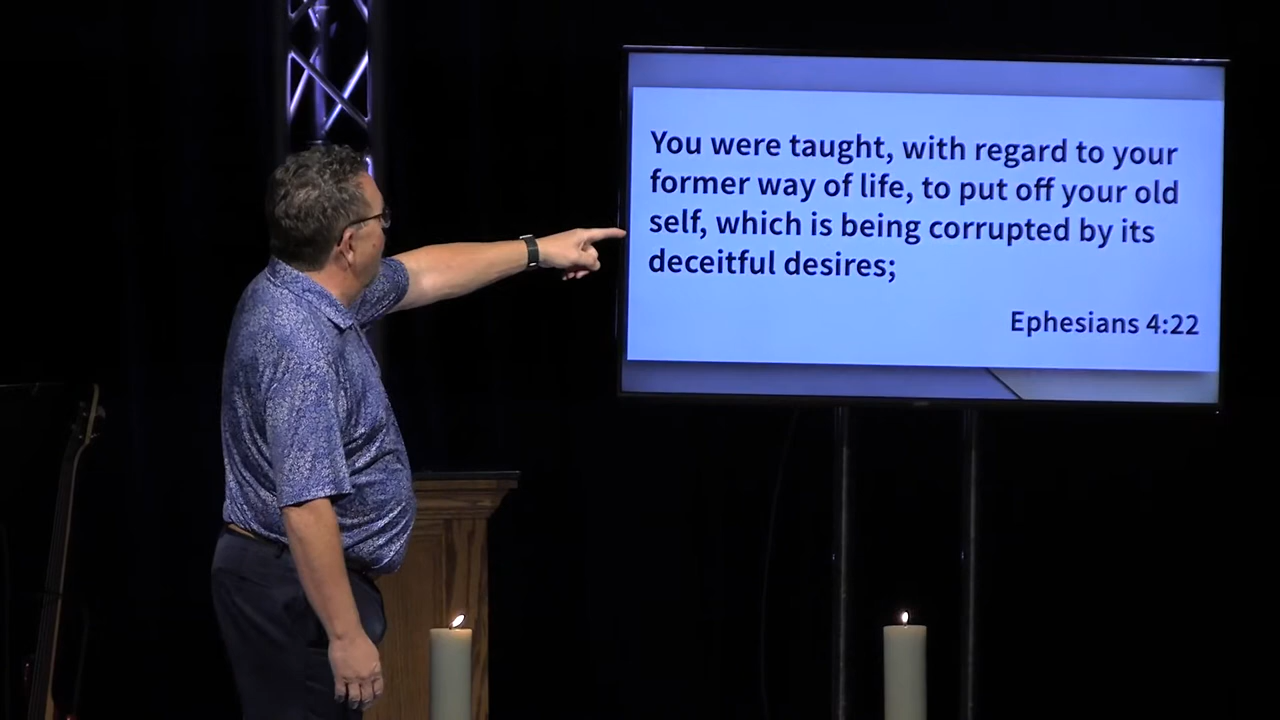 You were taught, with regard to your
former way of life, to put off your old
self, which is being corrupted by its
deceitful desires;
Ephesians 4:22